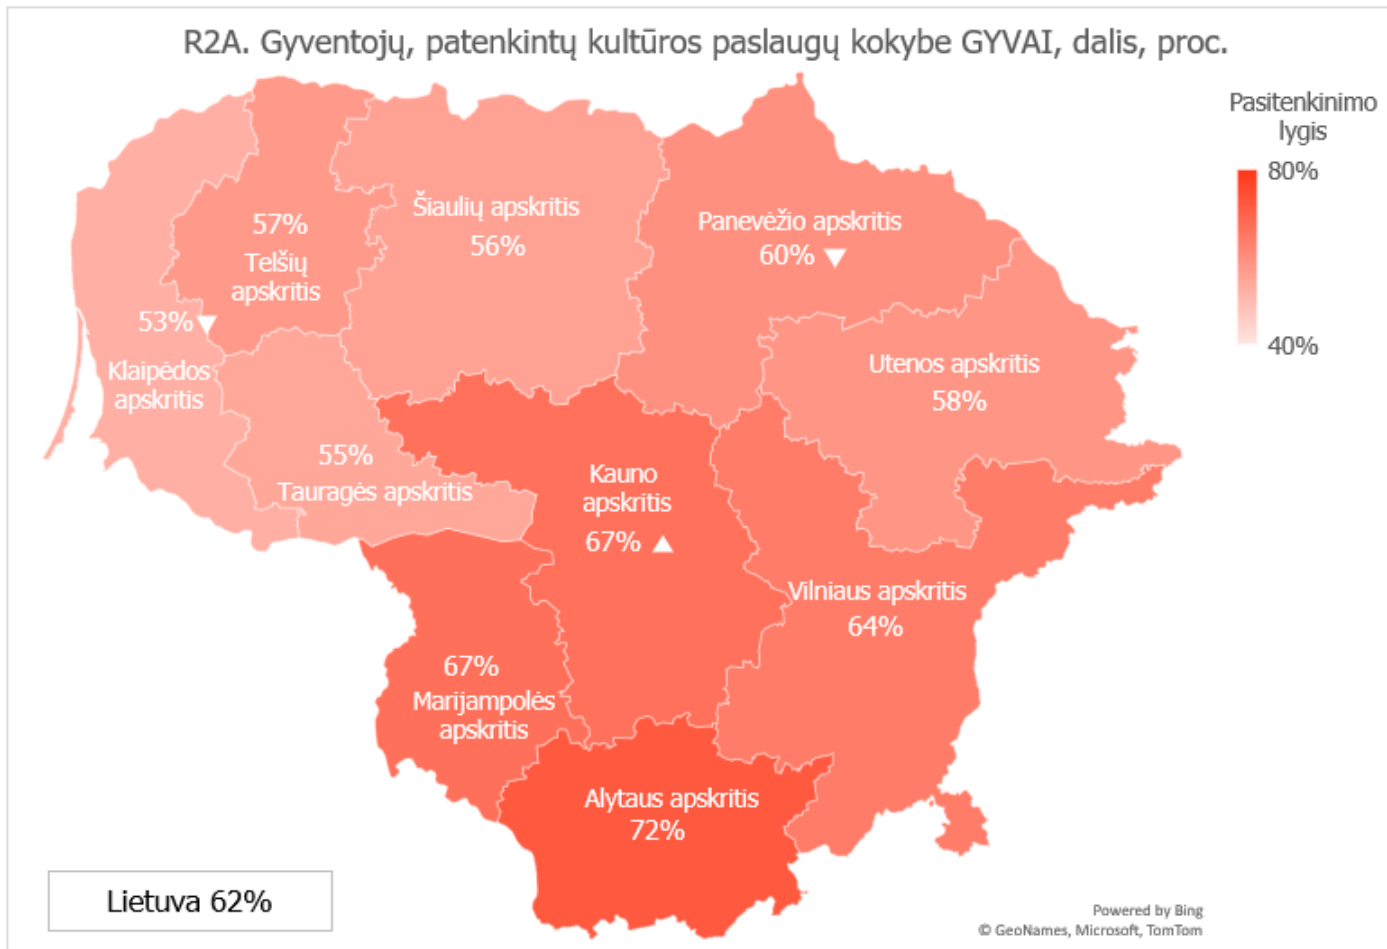 R2A. Gyventojų, patenkintų kultūros paslaugų kokybe GYVAI, dalis, proc.
Pasitenkinimo
lygis
80%
40%
57%
Telšių
apskritis
Šiaulių apskritis
56%
Panevėžio apskritis
60% ▼
53% ▼
Klaipėdos
apskritis
Utenos apskritis
58%
55%
Tauragės apskritis
Kauno
apskritis
67% ▲
Vilniaus apskritis
64%
67%
Marijampolės
apskritis
Alytaus apskritis
72%
Lietuva 62%
Powered by Bing
© GeoNames, Microsoft, TomTom